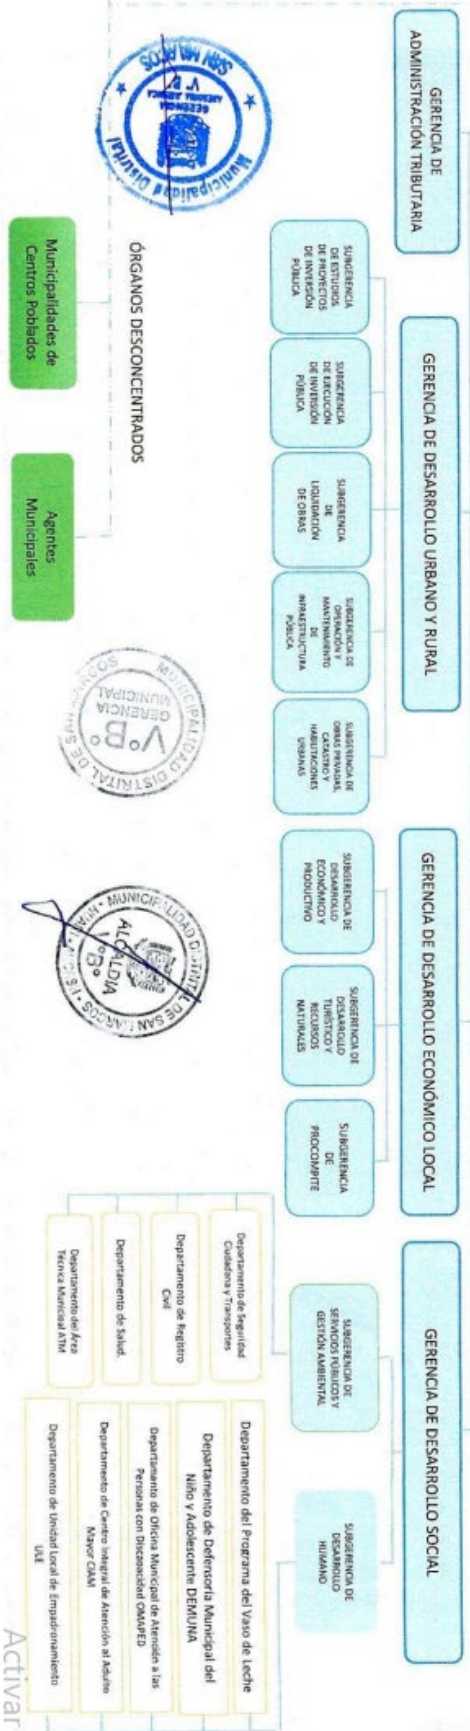 GERENCIA DE
ADMINISTRACIÓN TRIBUTARIA
GERENCIA DE DESARROLLO URBANO Y RURAL
SUBGERENCIA
DE ESTUDIOS
DE PROYECTOS
DE INVERSIÓN
PÚBLICA
SUBGERENCIA
DE EJECUCIÓN
DE INVERSIÓN
PÚBLICA
SUBGERENCIA
DE
LIQUIDACIÓN
DE OBRAS
SUBGERENCIA DE
OPERACIÓN Y
MANTENIMIENTO
DE
INFRAESTRUCTURA
PÚBLICA
SUBGERENCIA DE
OBRAS PRIVADAS,
CATASTRO Y
HABILITACIONES
URBANAS
GERENCIA DE DESARROLLO ECONÓMICO LOCAL
SUBGERENCIA DE
DESARROLLO
ECONÓMICO Y
PRODUCTIVO
SUBGERENCIA DE
DESARROLLO
TURÍSTICO Y
RECURSOS
NATURALES
SUBGERENCIA
DE
PROCOMPITE
GERENCIA DE DESARROLLO SOCIAL
SUBGERENCIA DE
SERVICIOS PÚBLICOS Y
GESTIÓN AMBIENTAL
SUBGERENCIA DE
DESARROLLO
HUMANO
Departamento de Seguridad
Ciudadana y Transportes
Departamento de Registro
Civil
Departamento de Salud.
Departamento del Área
Técnica Municipal ATM
Departamento del Programa del Vaso de Leche
Departamento de Defensoría Municipal del
Niño y Adolescente DEMUNA
Departamento de Oficina Municipal de Atención a las
Personas con Discapacidad OMAPED
Departamento de Centro Integral de Atención al Adulto
Mayor CIAM
Departamento de Unidad Local de Empadronamiento
ULE
ÓRGANOS DESCONCENTRADOS
Municipalidades de
Centros Poblados
Agentes
Municipales
Municipalidad Distrital
SAN MARCOS
GERENCIA
V° B°
MUNICIPALIDAD DISTRITAL DE SAN MARCOS
V°B°
GERENCIA
MUNICIPAL
MUNICIPALIDAD DISTRITAL DE SAN MARCOS
ALCALDIA
V°B°
Activar